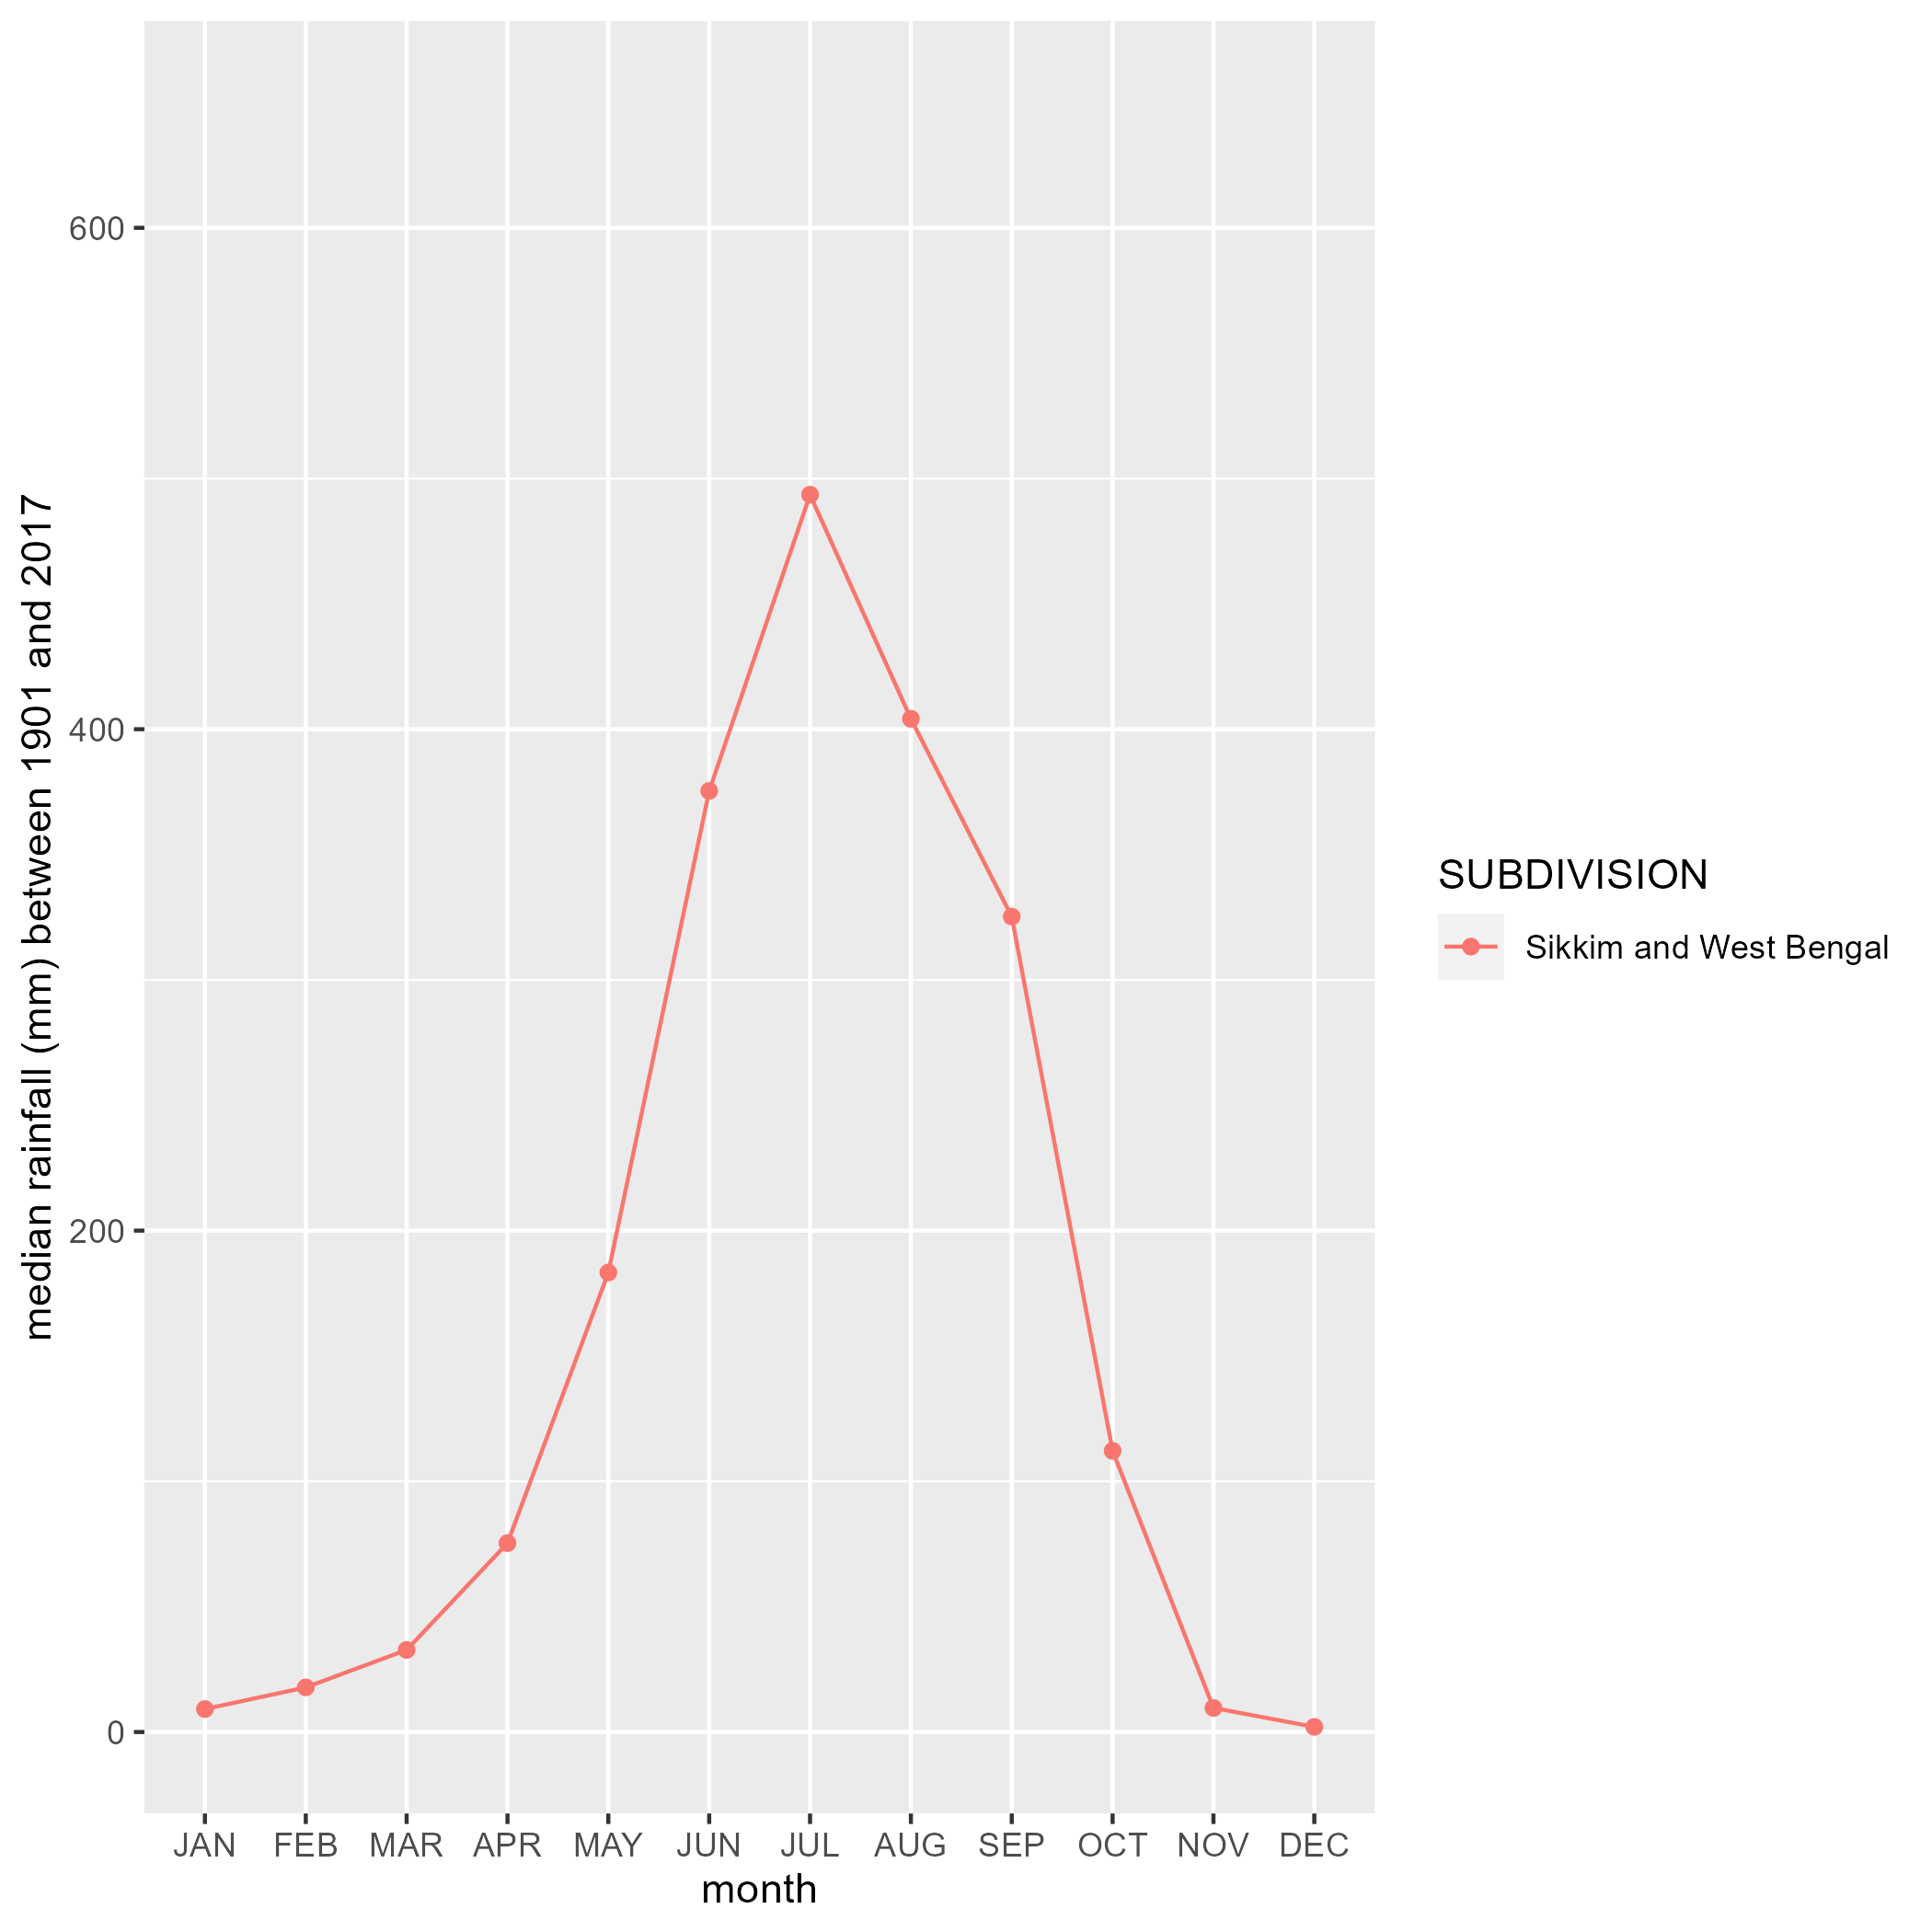 median rainfall (mm) between 1901 and 2017
600
400
200
0
JAN FEB MAR APR MAY JUN JUL AUG SEP OCT NOV DEC
month
SUBDIVISION
Sikkim and West Bengal